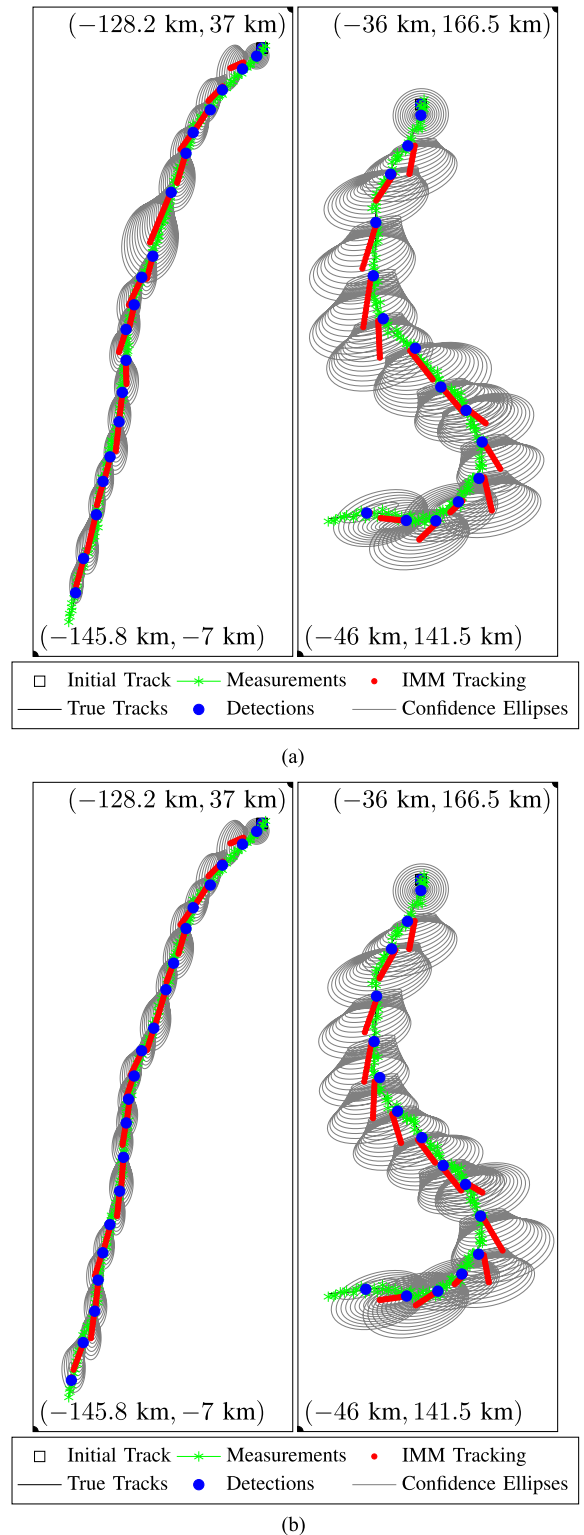 (−128.2 km, 37 km)
(−36 km, 166.5 km)
(−145.8 km, −7 km)
(−46 km, 141.5 km)
Initial Track Measurements IMM Tracking
True Tracks Detections Confidence Ellipses
(a)
(−128.2 km, 37 km)
(−36 km, 166.5 km)
(−145.8 km, −7 km)
(−46 km, 141.5 km)
Initial Track Measurements IMM Tracking
True Tracks Detections Confidence Ellipses
(b)